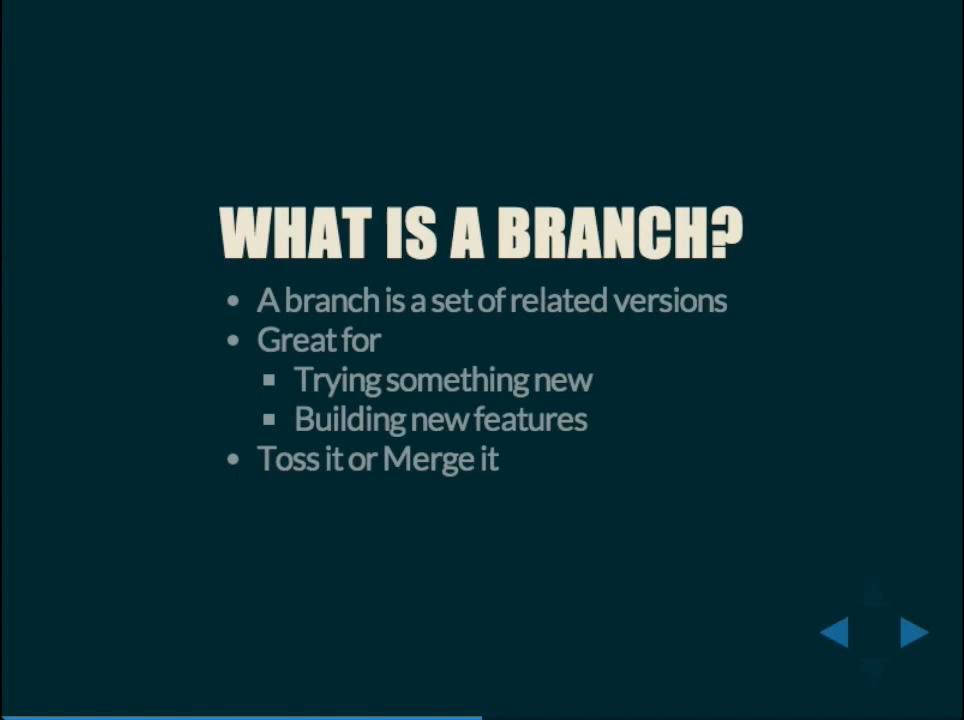 WHAT IS A BRANCH?
A branch is a set of related versions
Great for
Trying something new
Building new features
Toss it or Merge it